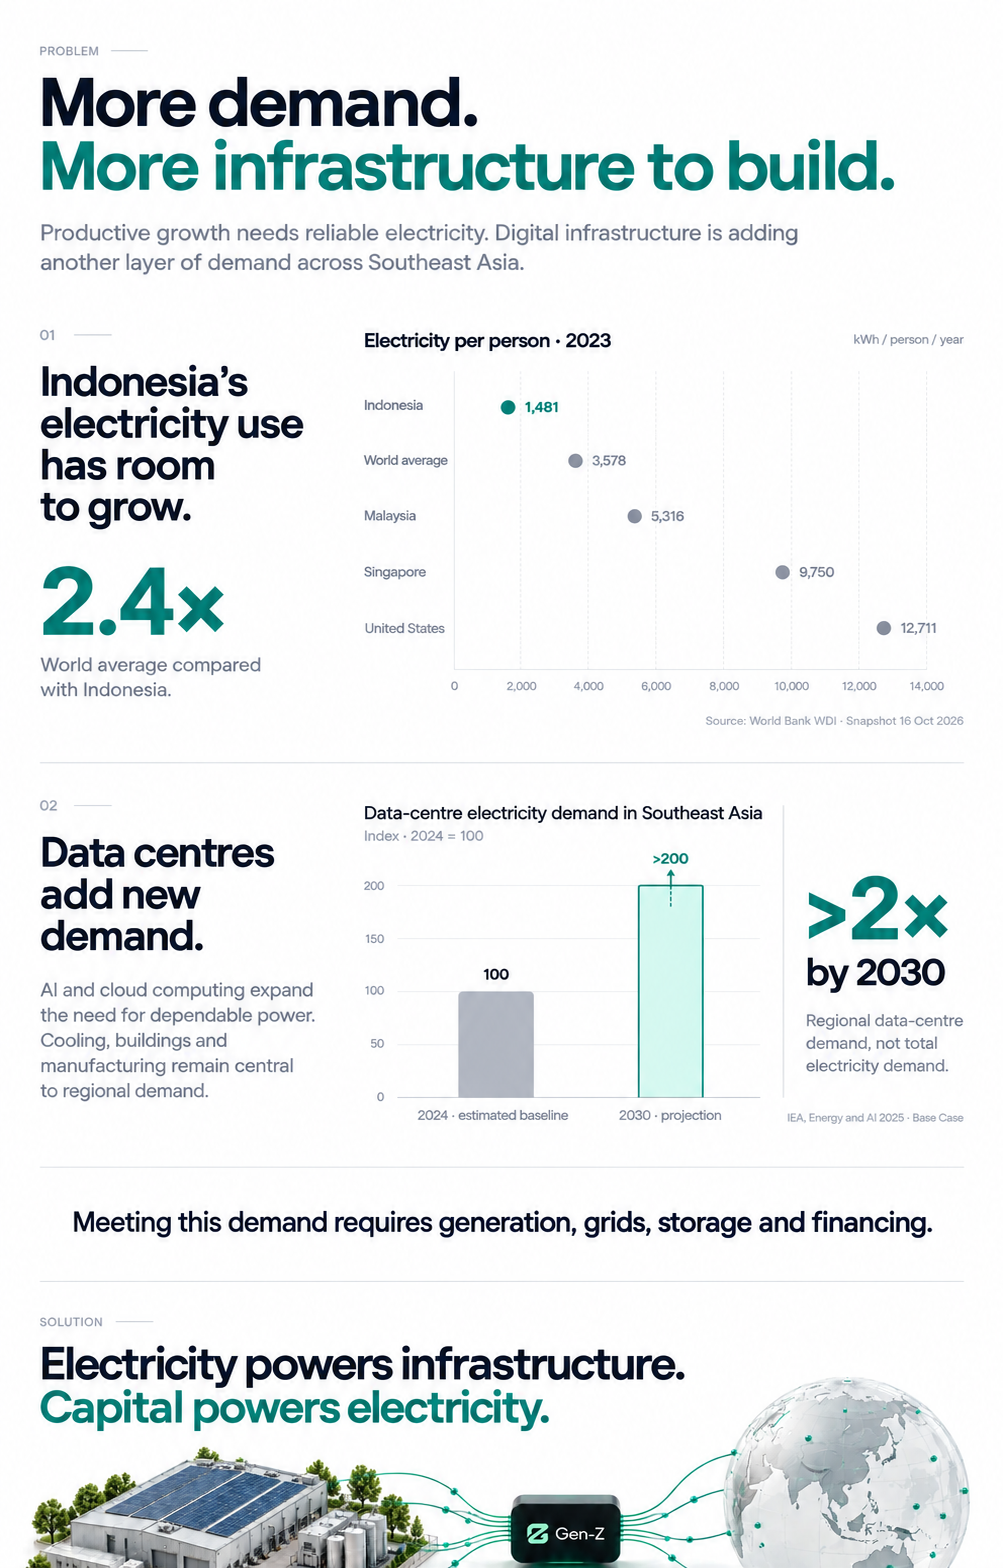 PROBLEM
More demand.
More infrastructure to build.
Productive growth needs reliable electricity. Digital infrastructure is adding
another layer of demand across Southeast Asia.
01
Indonesia's
electricity use
has room
to grow.
2.4×
World average compared
with Indonesia.
Electricity per person · 2023
kWh / person / year
Indonesia
1,481
World average
3,578
Malaysia
5,316
Singapore
9,750
United States
12,711
0 2,000 4,000 6,000 8,000 10,000 12,000 14,000
Source: World Bank WDI · Snapshot 16 Oct 2026
02
Data centres
add new
demand.
AI and cloud computing expand
the need for dependable power.
Cooling, buildings and
manufacturing remain central
to regional demand.
Data-centre electricity demand in Southeast Asia
Index · 2024 = 100
>200
200
150
100
100
50
0
2024 · estimated baseline
2030 · projection
>2×
by 2030
Regional data-centre
demand, not total
electricity demand.
IEA, Energy and AI 2025 · Base Case
Meeting this demand requires generation, grids, storage and financing.
SOLUTION
Electricity powers infrastructure.
Capital powers electricity.
Gen-Z